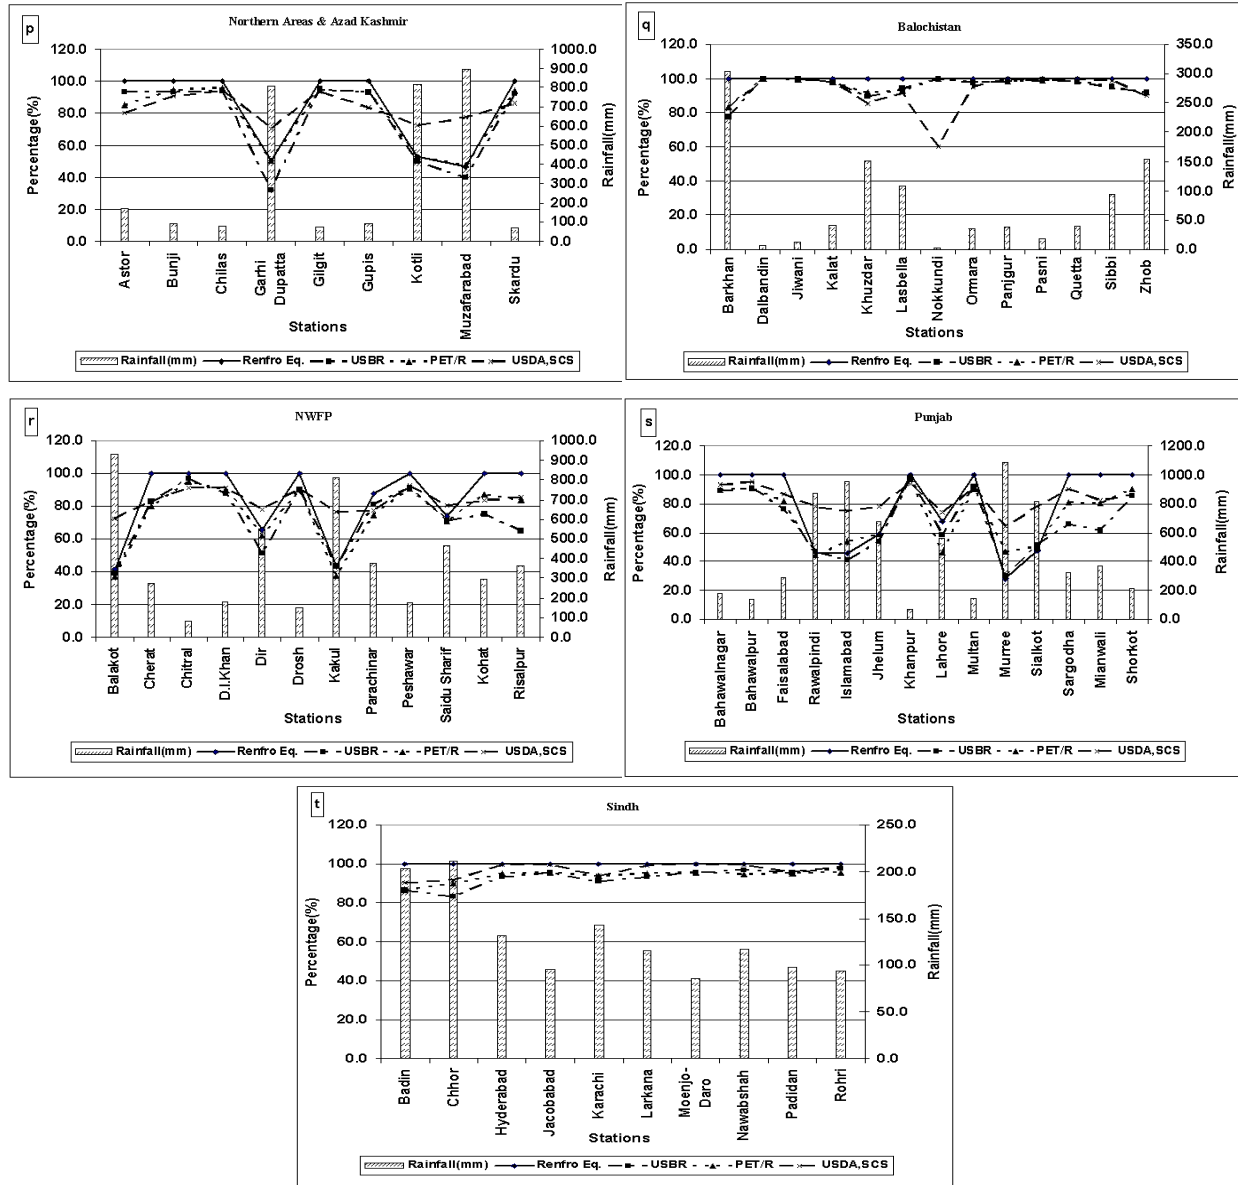 p
Northern Areas & Azad Kashmir
120.0
100.0
80.0
60.0
40.0
20.0
0.0
Percentage(%)
1000.0
900.0
800.0
700.0
600.0
500.0
400.0
300.0
200.0
100.0
0.0
Rainfall(mm)
Astor
Bunji
Chilas
Garhi
Dupatta
Gilgit
Gupis
Kotli
Muzafarabad
Skardu
Stations
Rainfall(mm) Renfro Eq. USBR PET/R USDA,SCS
q
Balochistan
120.0
100.0
80.0
60.0
40.0
20.0
0.0
Percentage(%)
350.0
300.0
250.0
200.0
150.0
100.0
50.0
0.0
Rainfall(mm)
Barkhan
Dalbandin
Jiwani
Kalat
Khuzdar
Lasbella
Nokkundi
Ormara
Panjgur
Pasni
Quetta
Sibbi
Zhob
Stations
Rainfall(mm) Renfro Eq. USBR PET/R USDA,SCS
r
NWFP
120.0
100.0
80.0
60.0
40.0
20.0
0.0
Percentage(%)
1000.0
900.0
800.0
700.0
600.0
500.0
400.0
300.0
200.0
100.0
0.0
Rainfall(mm)
Balakot
Cherat
Chitral
D.I.Khan
Dir
Drosh
Kakul
Parachinar
Peshawar
Saidu Sharif
Kohat
Risalpur
Stations
Rainfall(mm) Renfro Eq. USBR PET/R USDA,SCS
s
Punjab
120.0
100.0
80.0
60.0
40.0
20.0
0.0
Percentage(%)
1200.0
1000.0
800.0
600.0
400.0
200.0
0.0
Rainfall(mm)
Bahawalnagar
Bahawalpur
Faisalabad
Rawalpindi
Islamabad
Jhelum
Khanpur
Lahore
Multan
Murree
Sialkot
Sargodha
Mianwali
Shorkot
Stations
Rainfall(mm) Renfro Eq. USBR PET/R USDA,SCS
t
Sindh
120.0
100.0
80.0
60.0
40.0
20.0
0.0
Percentage(%)
250.0
200.0
150.0
100.0
50.0
0.0
Rainfall(mm)
Badin
Chhor
Hyderabad
Jacobabad
Karachi
Larkana
Moenjo-
Daro
Nawabshah
Padidan
Rohri
Stations
Rainfall(mm) Renfro Eq. USBR PET/R USDA,SCS